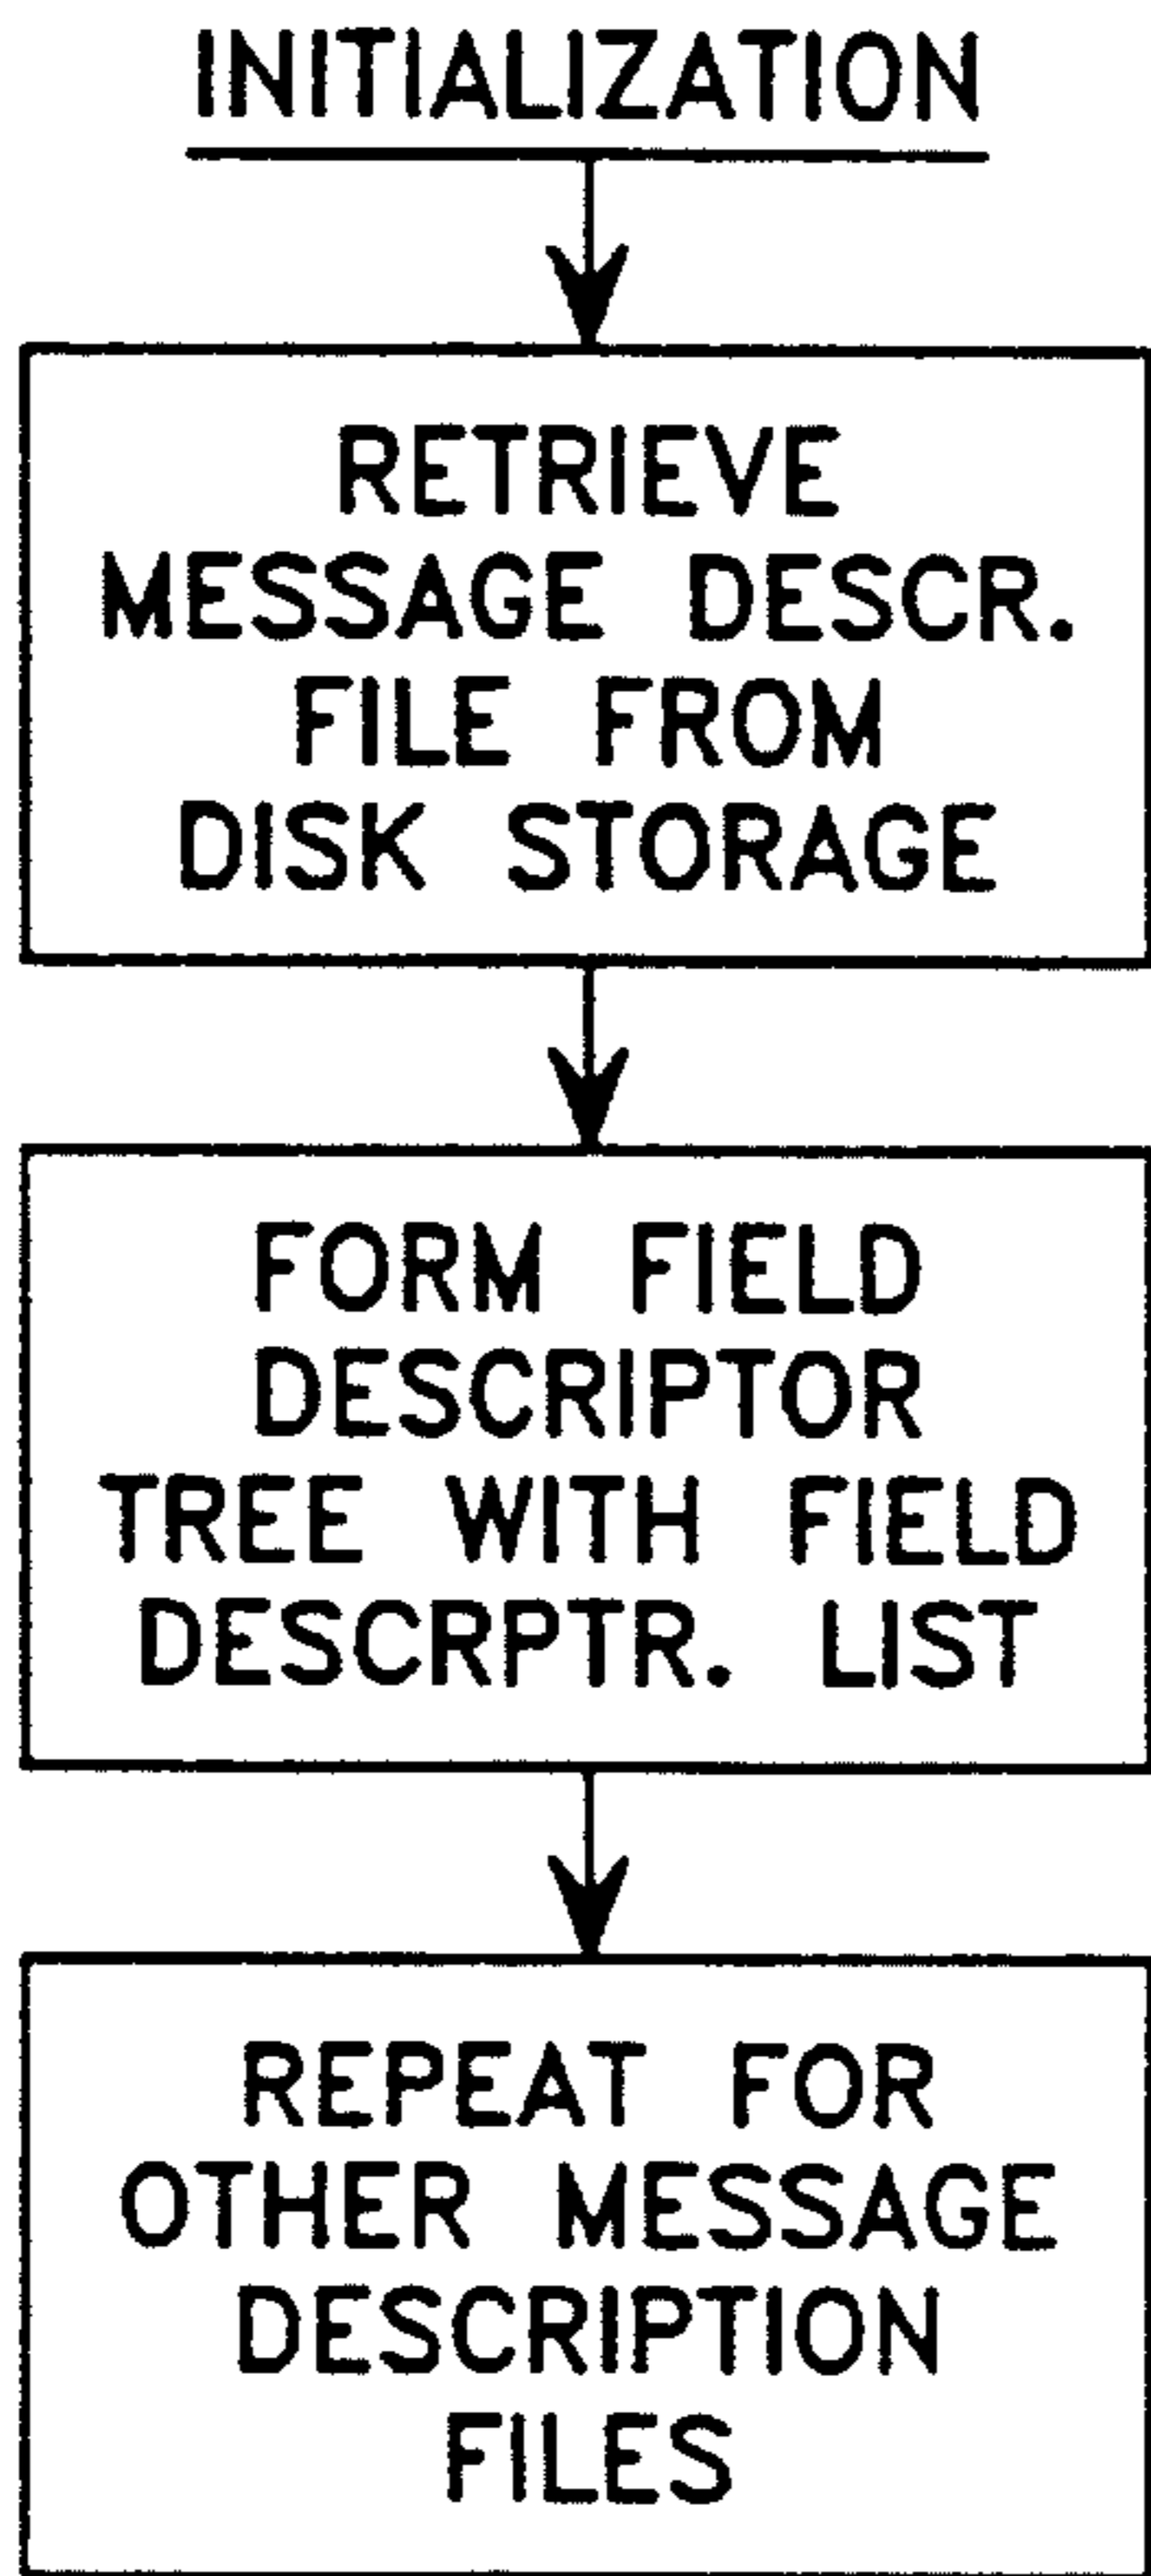 INITIALIZATION
RETRIEVE
MESSAGE DESCR.
FILE FROM
DISK STORAGE
FORM FIELD
DESCRIPTOR
TREE WITH FIELD
DESCRPTR. LIST
REPEAT FOR
OTHER MESSAGE
DESCRIPTION
FILES